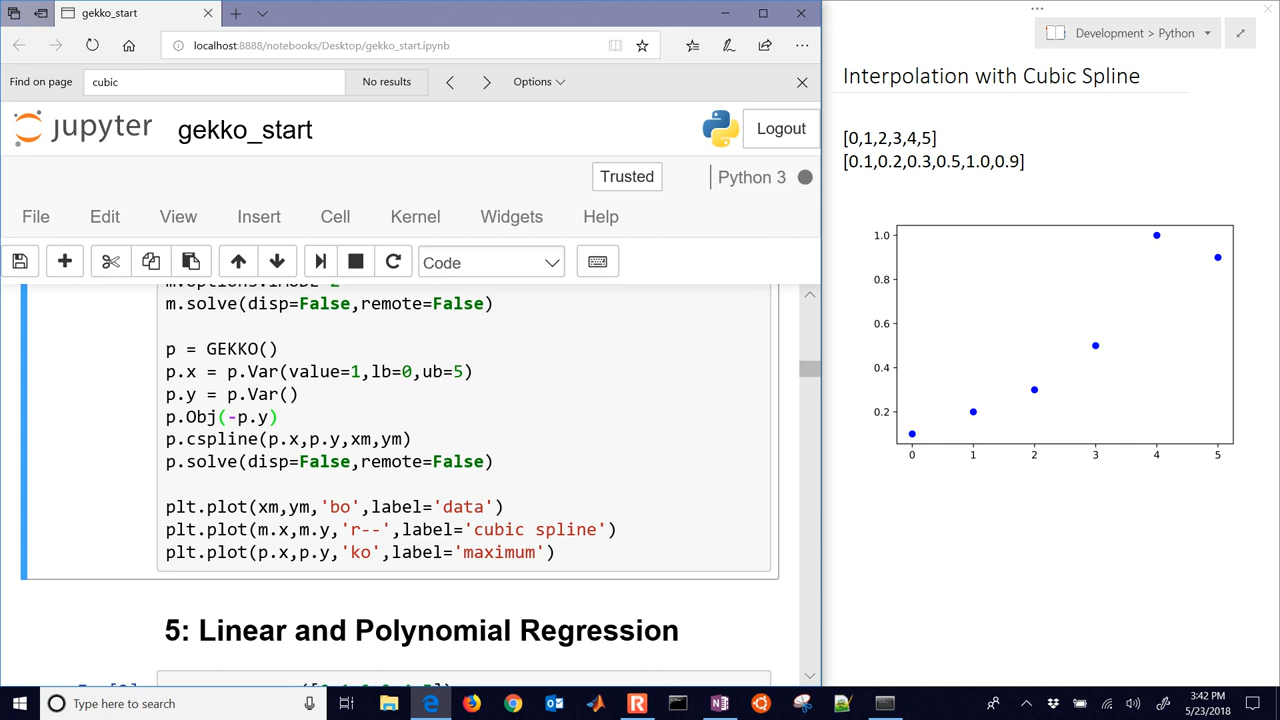 gekko_start
localhost:8888/notebooks/Desktop/gekko_start.ipynb
Find on page
cubic
No results
Options
jupyter
gekko_start
Logout
Trusted
Python 3
File Edit View Insert Cell Kernel Widgets Help
Code
m.solve(disp=False,remote=False)
p = GEKKO()
p.x = p.Var(value=1,lb=0,ub=5)
p.y = p.Var()
p.Obj(-p.y)
p.cspline(p.x,p.y,xm,ym)
p.solve(disp=False,remote=False)
plt.plot(xm,ym,'bo',label='data')
plt.plot(m.x,m.y,'r--',label='cubic spline')
plt.plot(p.x,p.y,'ko',label='maximum')
5: Linear and Polynomial Regression
Development > Python
Interpolation with Cubic Spline
[0,1,2,3,4,5]
[0.1,0.2,0.3,0.5,1.0,0.9]
1.0
0.8
0.6
0.4
0.2
0 1 2 3 4 5
Type here to search
3:42 PM
5/23/2018